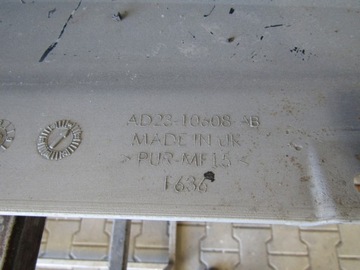 AD23-10608-AB
MADE IN UK
>PUR-MF15<
F636